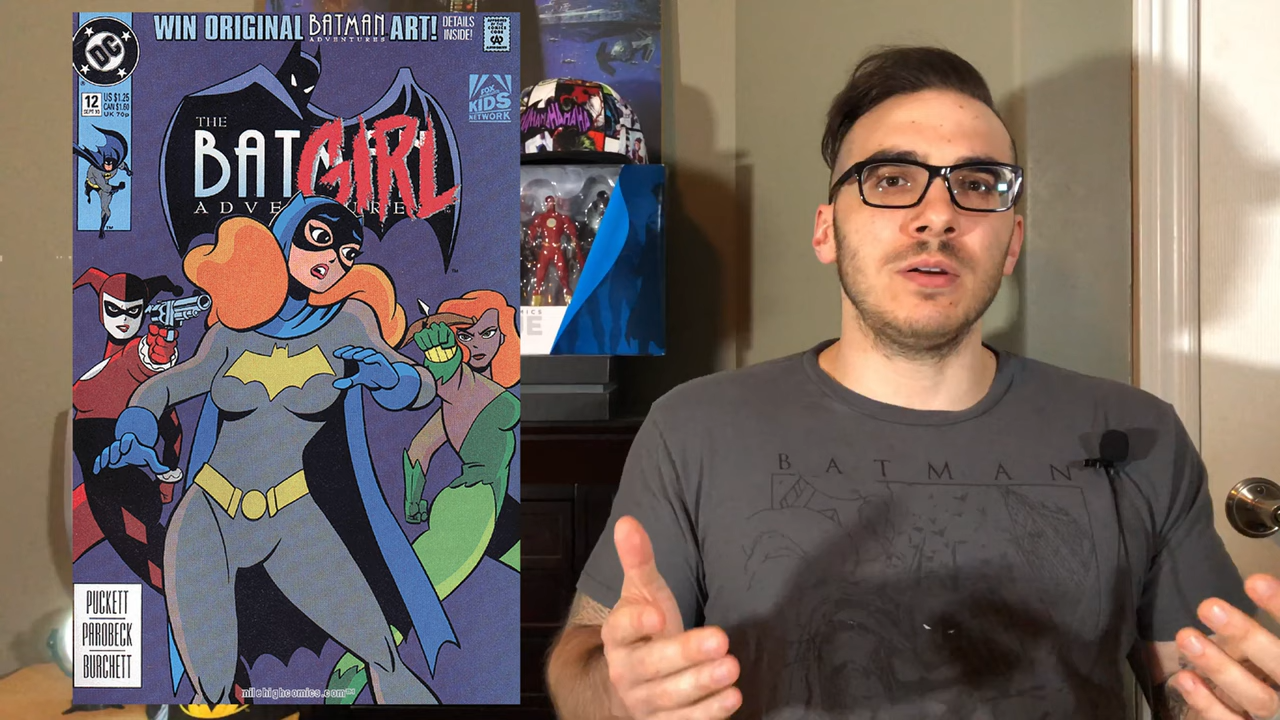 WIN ORIGINAL BATMAN ADVENTURES ART! DETAILS INSIDE!
DC
12
SEPT 93
US $1.25
CAN $1.60
UK 70p
FOX
KIDS
NETWORK
THE
BATGIRL
ADVENTURES
PUCKETT
PAROBECK
BURCHETT
milehighcomics.com
BATMAN